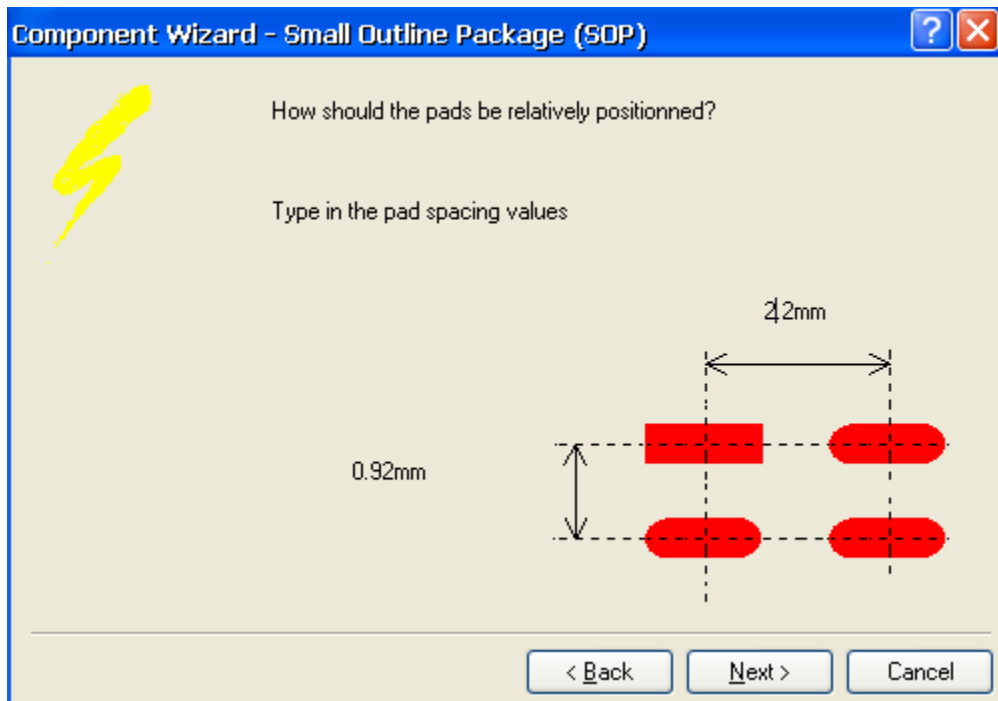 Component Wizard - Small Outline Package (SOP)
How should the pads be relatively positionned?
Type in the pad spacing values
2.2mm
0.92mm
< Back
Next >
Cancel